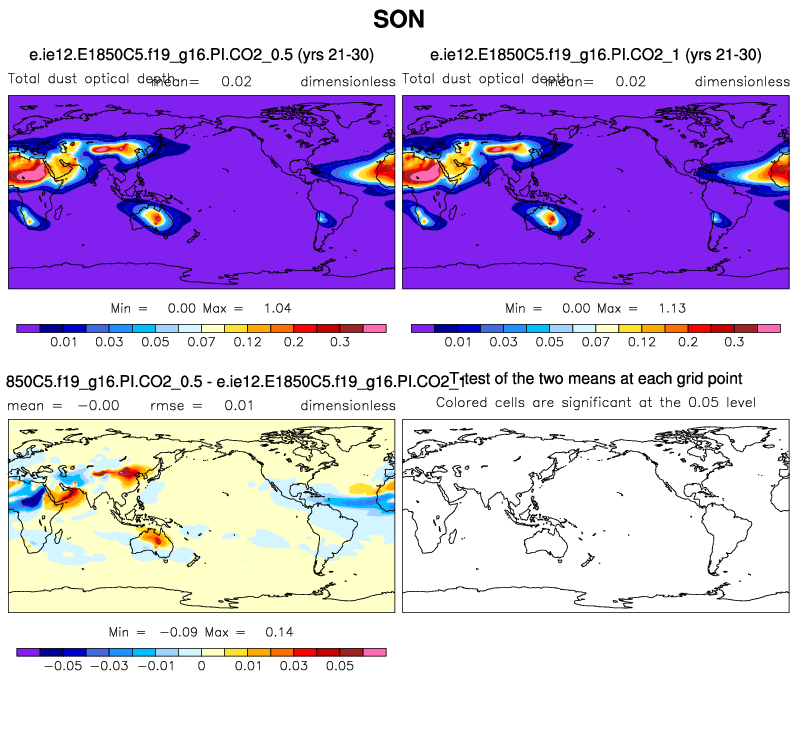 SON
e.ie12.E1850C5.f19_g16.PI.CO2_0.5 (yrs 21-30)
Total dust optical depth mean= 0.02 dimensionless
Min = 0.00 Max = 1.04
0.01 0.03 0.05 0.07 0.12 0.2 0.3
e.ie12.E1850C5.f19_g16.PI.CO2_1 (yrs 21-30)
Total dust optical depth mean= 0.02 dimensionless
Min = 0.00 Max = 1.13
0.01 0.03 0.05 0.07 0.12 0.2 0.3
850C5.f19_g16.PI.CO2_0.5 - e.ie12.E1850C5.f19_g16.PI.CO2_1
mean = -0.00 rmse = 0.01 dimensionless
Min = -0.09 Max = 0.14
-0.05 -0.03 -0.01 0 0.01 0.03 0.05
T-test of the two means at each grid point
Colored cells are significant at the 0.05 level